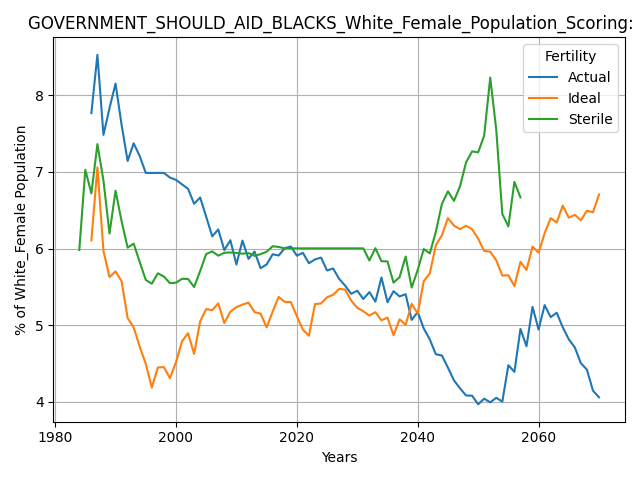 GOVERNMENT_SHOULD_AID_BLACKS_White_Female_Population_Scoring:
Fertility
Actual
Ideal
Sterile
% of White_Female Population
8
7
6
5
4
1980 2000 2020 2040 2060
Years